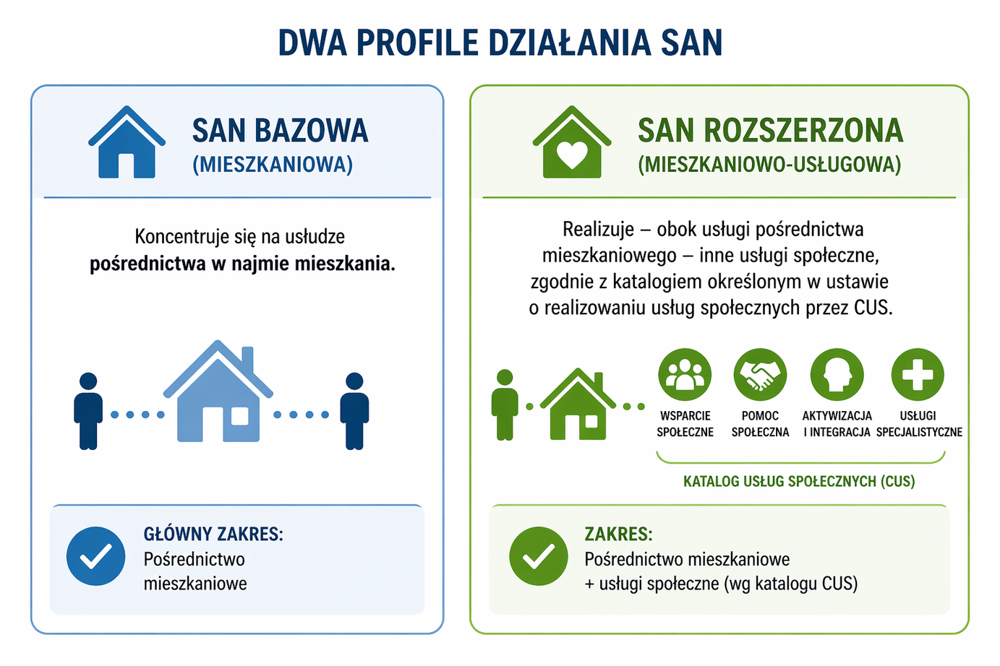 DWA PROFILE DZIAŁANIA SAN
SAN BAZOWA
(MIESZKANIOWA)
Koncentruje się na usłudze
pośrednictwa w najmie mieszkania.
GŁÓWNY ZAKRES:
Pośrednictwo
mieszkaniowe
SAN ROZSZERZONA
(MIESZKANIOWO-USŁUGOWA)
Realizuje – obok usługi pośrednictwa
mieszkaniowego – inne usługi społeczne,
zgodnie z katalogiem określonym w ustawie
o realizowaniu usług społecznych przez CUS.
WSPARCIE
SPOŁECZNE
POMOC
SPOŁECZNA
AKTYWIZACJA
I INTEGRACJA
USŁUGI
SPECJALISTYCZNE
KATALOG USŁUG SPOŁECZNYCH (CUS)
ZAKRES:
Pośrednictwo mieszkaniowe
+ usługi społeczne (wg katalogu CUS)